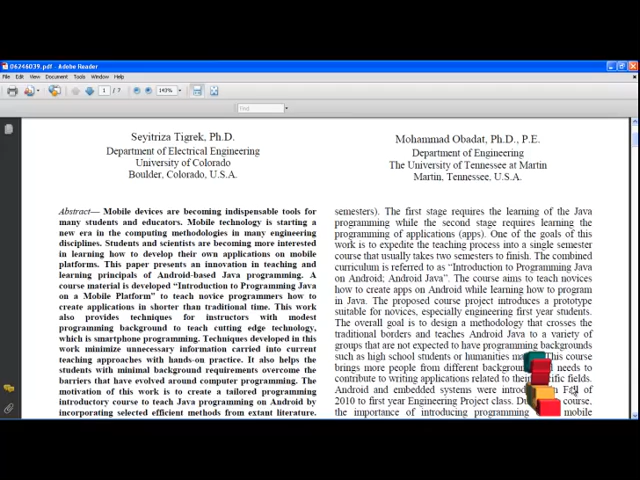 06246039.pdf - Adobe Reader
File Edit View Document Tools Window Help
1 / 7 143%
Find
Seyitriza Tigrek, Ph.D.
Department of Electrical Engineering
University of Colorado
Boulder, Colorado, U.S.A.
Mohammad Obadat, Ph.D., P.E.
Department of Engineering
The University of Tennessee at Martin
Martin, Tennessee, U.S.A.
Abstract— Mobile devices are becoming indispensable tools for
many students and educators. Mobile technology is starting a
new era in the computing methodologies in many engineering
disciplines. Students and scientists are becoming more interested
in learning how to develop their own applications on mobile
platforms. This paper presents an innovation in teaching and
learning principals of Android-based Java programming. A
course material is developed “Introduction to Programming Java
on a Mobile Platform” to teach novice programmers how to
create applications in shorter than traditional time. This work
also provides techniques for instructors with modest
programming background to teach cutting edge technology,
which is smartphone programming. Techniques developed in this
work minimize unnecessary information carried into current
teaching approaches with hands-on practice. It also helps the
students with minimal background requirements overcome the
barriers that have evolved around computer programming. The
motivation of this work is to create a tailored programming
introductory course to teach Java programming on Android by
incorporating selected efficient methods from extant literature.
semesters). The first stage requires the learning of the Java
programming while the second stage requires learning the
programming of applications (apps). One of the goals of this
work is to expedite the teaching process into a single semester
course that usually takes two semesters to finish. The combined
curriculum is referred to as “Introduction to Programming Java
on Android; Android Java”. The course aims to teach novices
how to create apps on Android while learning how to program
in Java. The proposed course project introduces a prototype
suitable for novices, especially engineering first year students.
The overall goal is to design a methodology that crosses the
traditional borders and teaches Android Java to a variety of
groups that are not expected to have programming backgrounds
such as high school students or humanities This course
brings more people from different needs to
contribute to writing applications related to their fields.
Android and embedded systems were Fall of
2010 to first year Engineering Project class. course,
the importance of introducing programming mobile